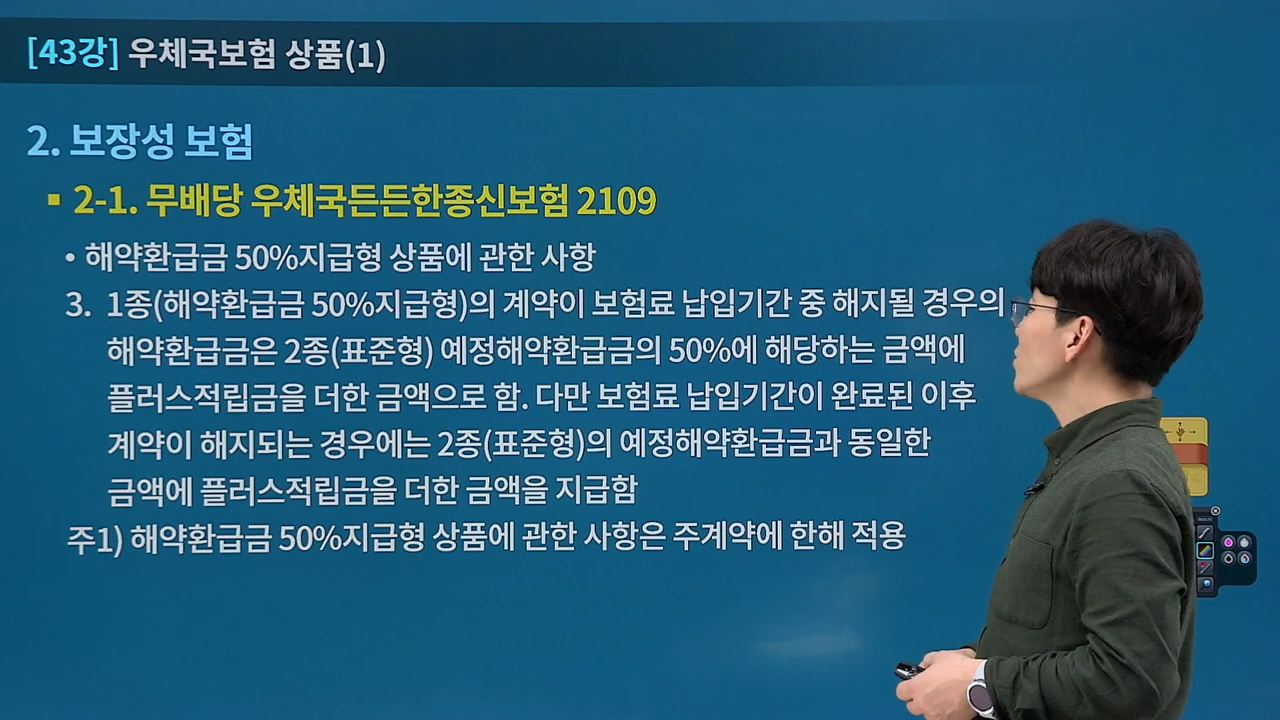 [43강] 우체국보험 상품(1)
2. 보장성 보험
▪ 2-1. 무배당 우체국든든한종신보험 2109
• 해약환급금 50%지급형 상품에 관한 사항
3. 1종(해약환급금 50%지급형)의 계약이 보험료 납입기간 중 해지될 경우의
해약환급금은 2종(표준형) 예정해약환급금의 50%에 해당하는 금액에
플러스적립금을 더한 금액으로 함. 다만 보험료 납입기간이 완료된 이후
계약이 해지되는 경우에는 2종(표준형)의 예정해약환급금과 동일한
금액에 플러스적립금을 더한 금액을 지급함
주1) 해약환급금 50%지급형 상품에 관한 사항은 주계약에 한해 적용